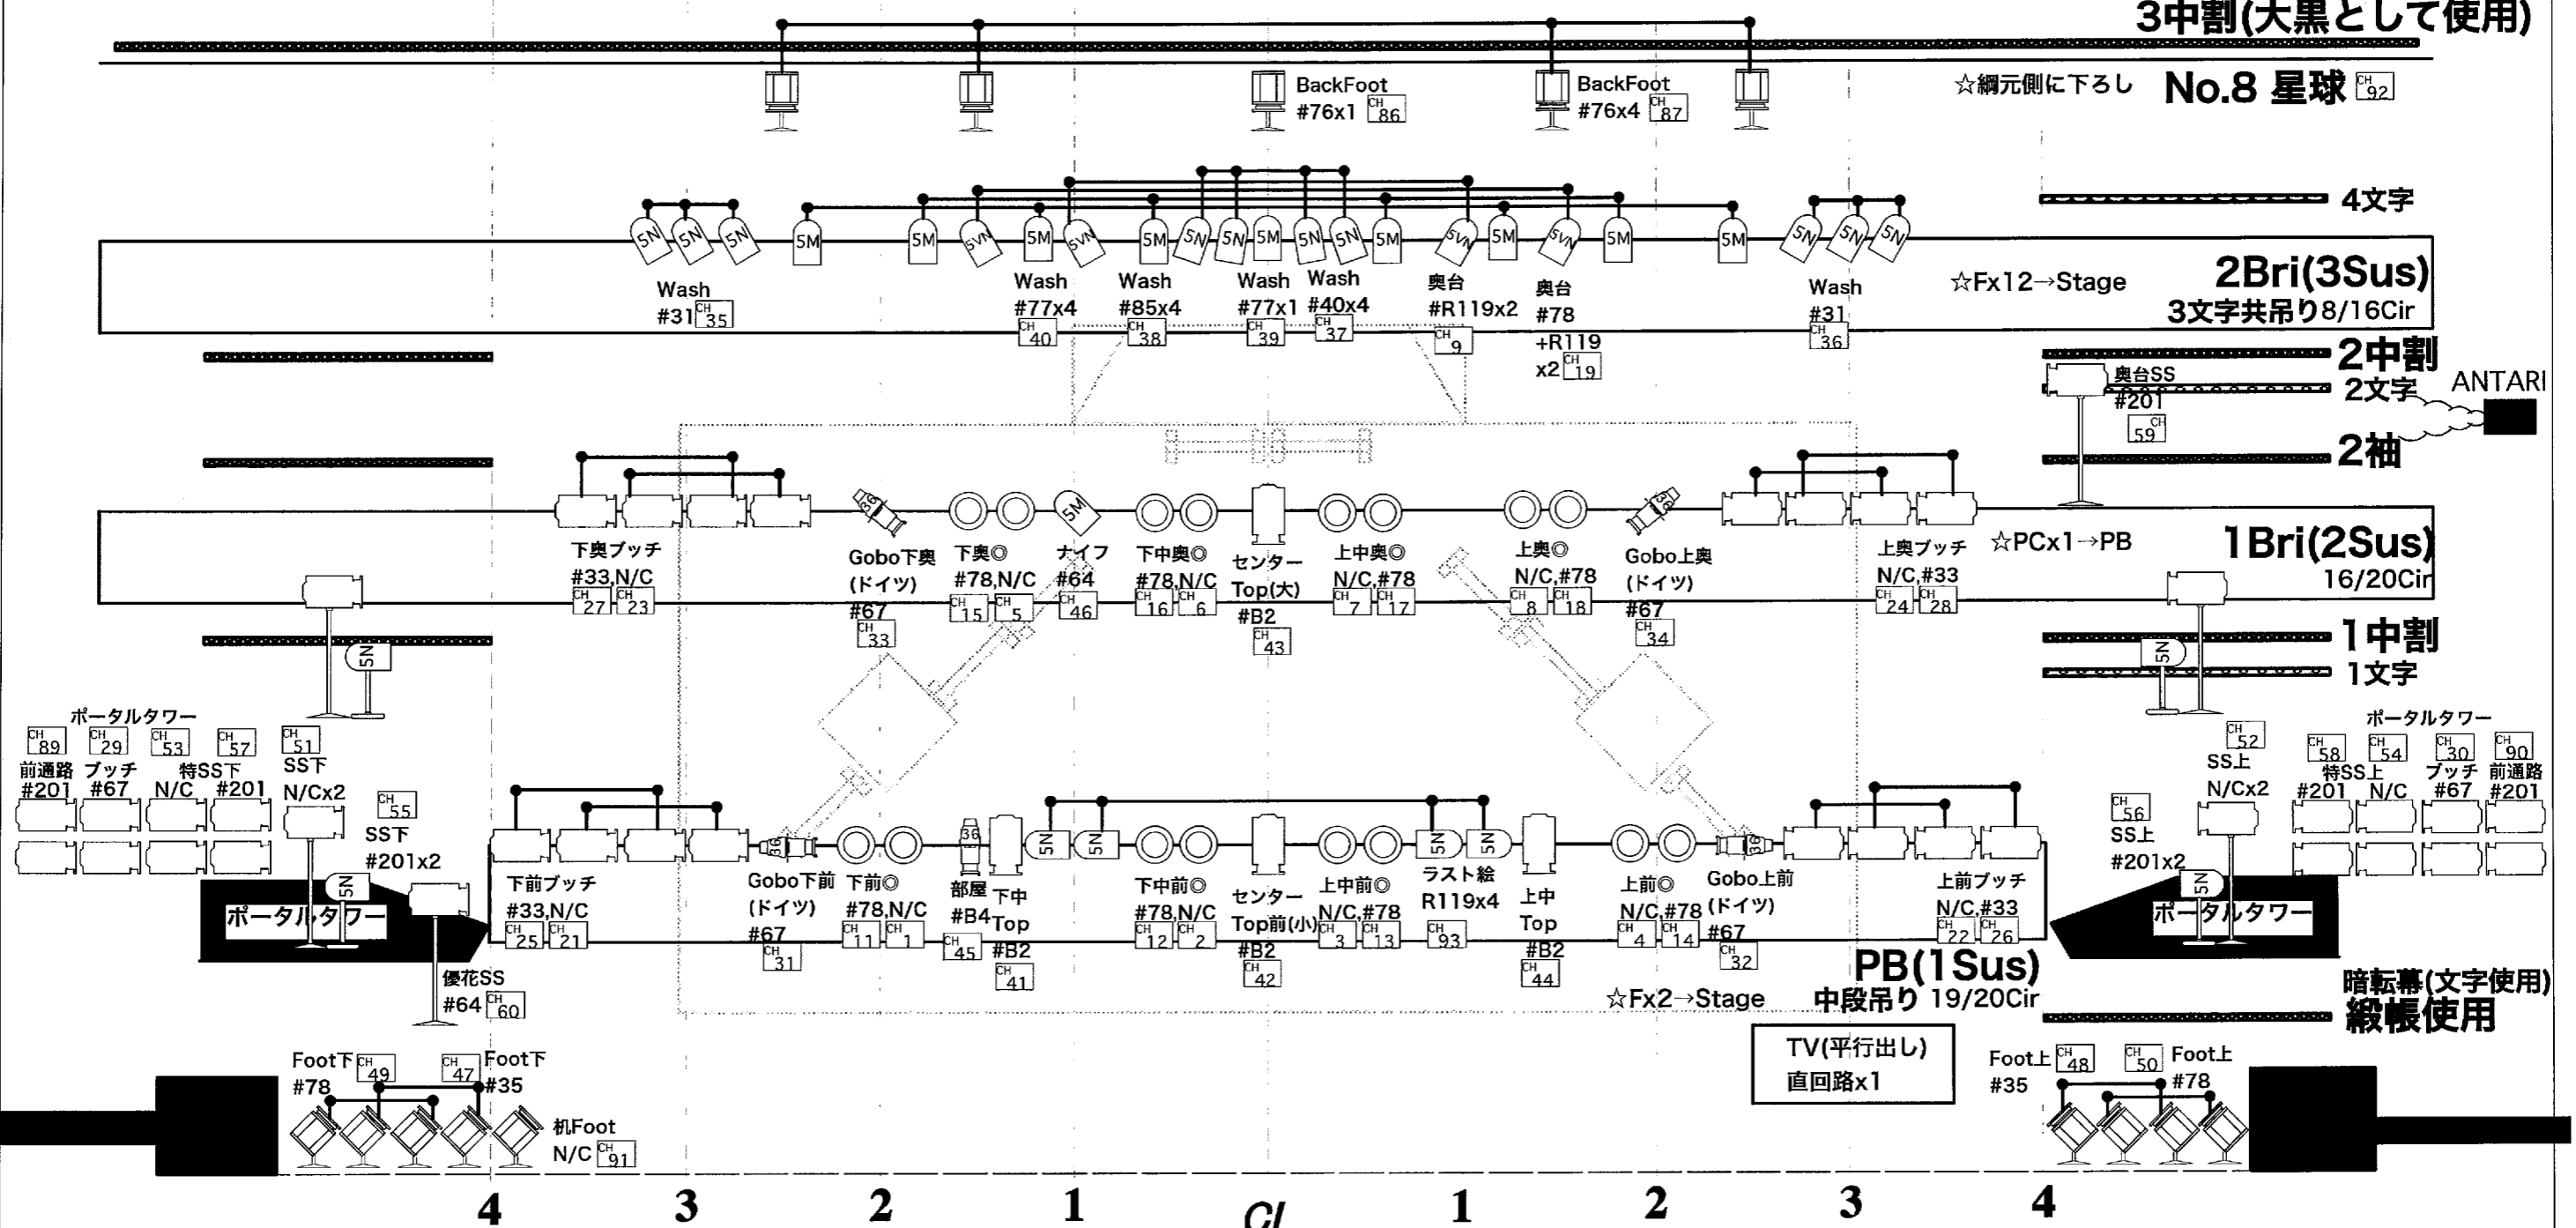 3中割(大黒として使用)
BackFoot
#76x1 CH 86
BackFoot
#76x4 CH 87
☆綱元側に下ろし
No.8 星球 CH 92
4文字
5N 5N 5N 5M 5M 5VN 5M 5VN 5M 5N 5N 5M 5N 5N 5M 5VN 5M 5VN 5M 5M 5N 5N 5N
Wash
#31 CH 35
Wash
#77x4
CH 40
Wash
#85x4
CH 38
Wash
#77x1
CH 39
Wash
#40x4
CH 37
奥台
#R119x2
CH 9
奥台
#78
+R119
x2 CH 19
Wash
#31
CH 36
☆Fx12→Stage
2Bri(3Sus)
3文字共吊り8/16Cir
2中割
奥台SS
#201
CH 59
2文字
ANTARI
2袖
36 5M 36
下奥ブッチ
#33,N/C
CH 27 CH 23
Gobo下奥
(ドイツ)
#67
CH 33
下奥◎
#78,N/C
CH 15 CH 5
ナイフ
#64
CH 46
下中奥◎
#78,N/C
CH 16 CH 6
センター
Top(大)
#B2
CH 43
上中奥◎
N/C,#78
CH 7 CH 17
上奥◎
N/C,#78
CH 8 CH 18
Gobo上奥
(ドイツ)
#67
CH 34
上奥ブッチ
N/C,#33
CH 24 CH 28
☆PCx1→PB
1Bri(2Sus)
16/20Cir
1中割
1文字
5N 5N
ポータルタワー
CH 89 CH 29 CH 53 CH 57
前通路 ブッチ 特SS下
#201 #67 N/C #201
CH 51
SS下
N/Cx2
CH 55
SS下
#201x2
5N
ポータルタワー
優花SS
#64 CH 60
36 36 5N 5N 5N 5N 36
下前ブッチ
#33,N/C
CH 25 CH 21
Gobo下前
(ドイツ)
#67
CH 31
下前◎
#78,N/C
CH 11 CH 1
部屋
#B4
CH 45
下中
Top
#B2
CH 41
下中前◎
#78,N/C
CH 12 CH 2
センター
Top前(小)
#B2
CH 42
上中前◎
N/C,#78
CH 3 CH 13
ラスト絵
R119x4
CH 93
上中
Top
#B2
CH 44
上前◎
N/C,#78
CH 4 CH 14
Gobo上前
(ドイツ)
#67
CH 32
上前ブッチ
N/C,#33
CH 22 CH 26
CH 52
SS上
N/Cx2
CH 56
SS上
#201x2
5N
ポータルタワー
ポータルタワー
CH 58 CH 54 CH 30 CH 90
特SS上 ブッチ 前通路
#201 N/C #67 #201
PB(1Sus)
☆Fx2→Stage
中段吊り 19/20Cir
暗転幕(文字使用)
緞帳使用
TV(平行出し)
直回路x1
Foot下 CH 49
#78
CH 47 Foot下
#35
机Foot
N/C CH 91
Foot上 CH 48
#35
CH 50 Foot上
#78
4 3 2 1 Cl 1 2 3 4